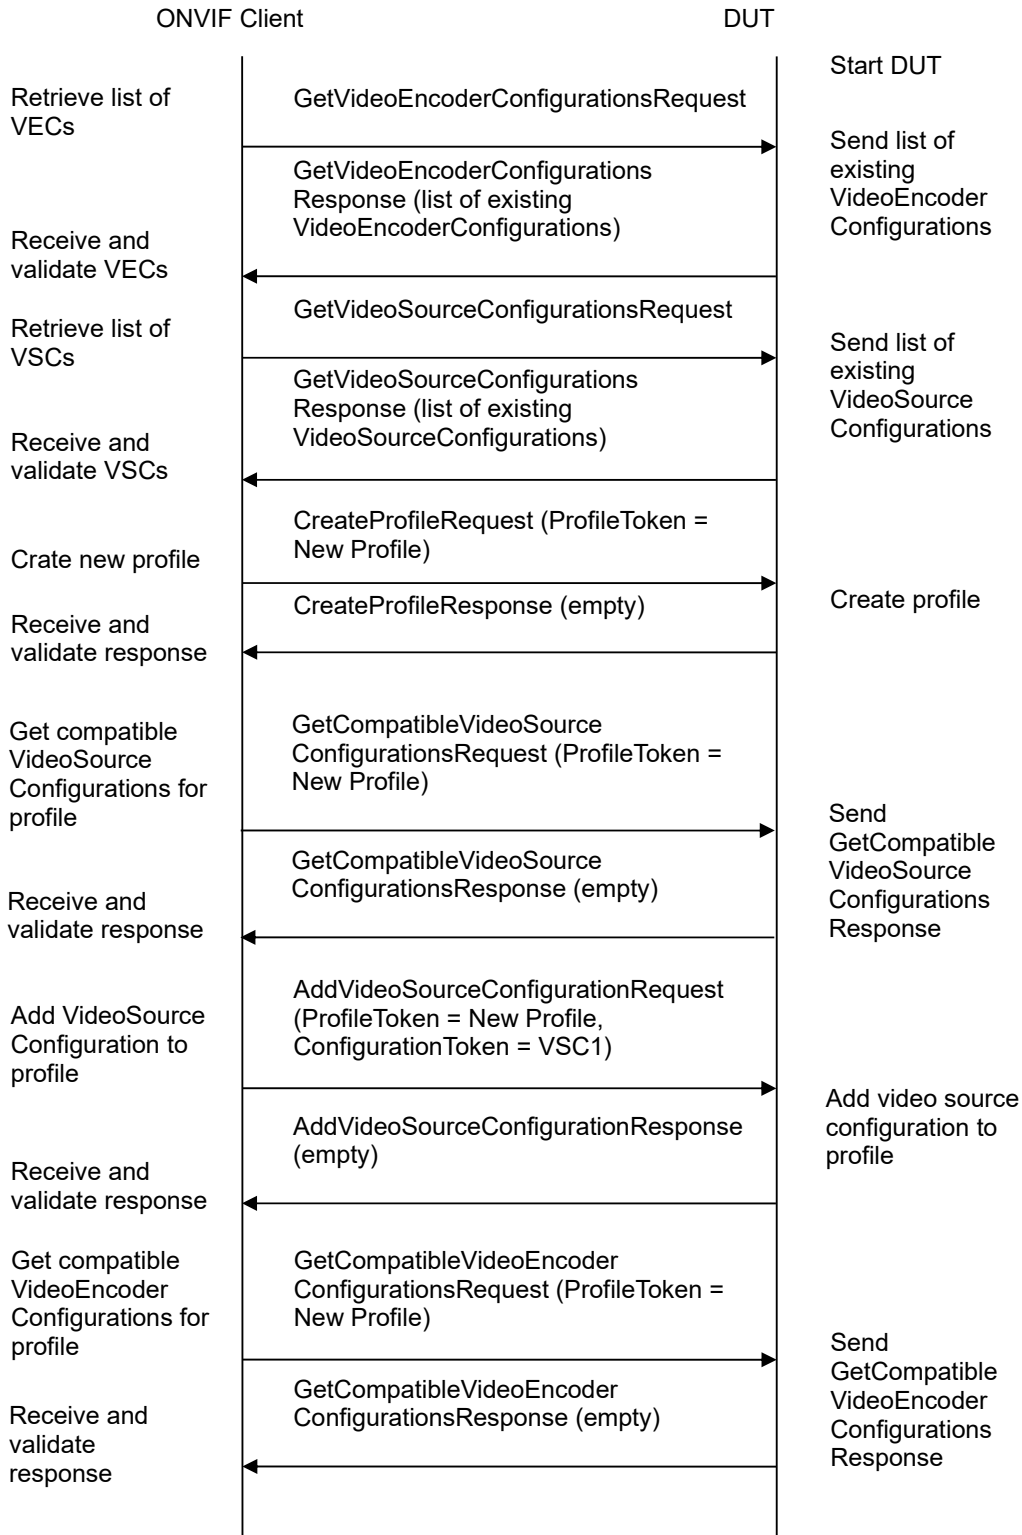 ONVIF Client
DUT
Start DUT
Retrieve list of
VECs
GetVideoEncoderConfigurationsRequest
Send list of
existing
VideoEncoder
Configurations
GetVideoEncoderConfigurations
Response (list of existing
VideoEncoderConfigurations)
Receive and
validate VECs
GetVideoSourceConfigurationsRequest
Retrieve list of
VSCs
Send list of
existing
VideoSource
Configurations
GetVideoSourceConfigurations
Response (list of existing
VideoSourceConfigurations)
Receive and
validate VSCs
CreateProfileRequest (ProfileToken =
New Profile)
Crate new profile
CreateProfileResponse (empty)
Create profile
Receive and
validate response
Get compatible
VideoSource
Configurations for
profile
GetCompatibleVideoSource
ConfigurationsRequest (ProfileToken =
New Profile)
Send
GetCompatible
VideoSource
Configurations
Response
GetCompatibleVideoSource
ConfigurationsResponse (empty)
Receive and
validate response
AddVideoSourceConfigurationRequest
(ProfileToken = New Profile,
ConfigurationToken = VSC1)
Add VideoSource
Configuration to
profile
Add video source
configuration to
profile
AddVideoSourceConfigurationResponse
(empty)
Receive and
validate response
Get compatible
VideoEncoder
Configurations for
profile
GetCompatibleVideoEncoder
ConfigurationsRequest (ProfileToken =
New Profile)
Send
GetCompatible
VideoEncoder
Configurations
Response
GetCompatibleVideoEncoder
ConfigurationsResponse (empty)
Receive and
validate
response